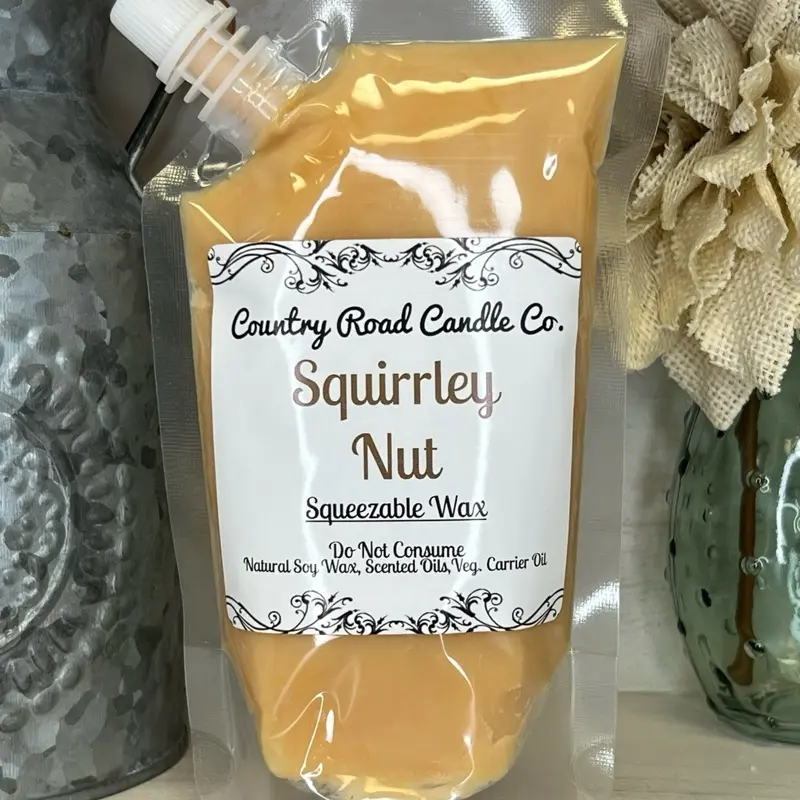 Country Road Candle Co.
Squirrley
Nut
Squeezable Wax
Do Not Consume
Natural Soy Wax, Scented Oils,Veg. Carrier Oil